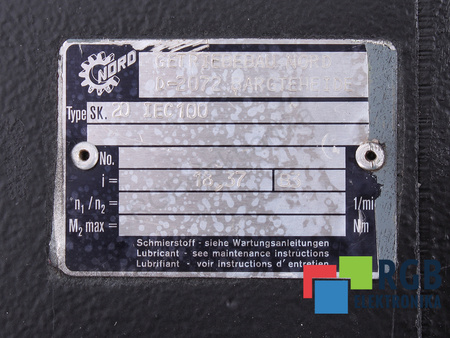 NORD
GETRIEBEBAU NORD
Type SK. 20 IEC100
No.
i =
n1 / n2 = 1/mi
M2 max = Nm
Schmierstoff - siehe Wartungsanleitungen
Lubricant - see maintenance instructions
Lubrifiant - voir instructions d'entretien
RGB
ELEKTRONIKA